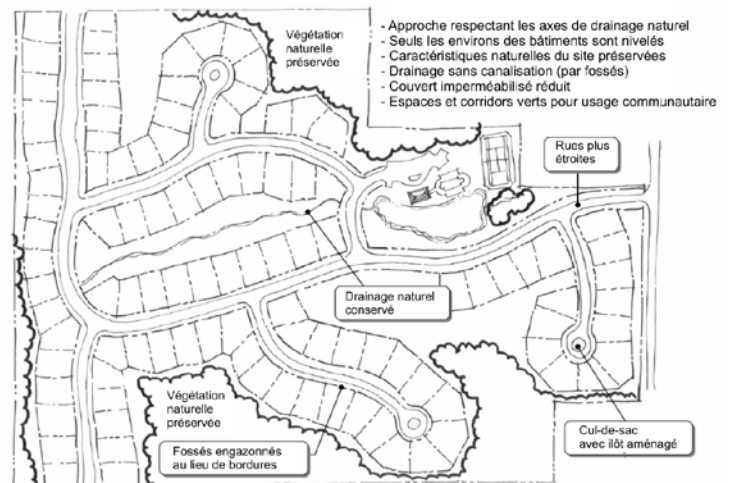 Végétation
naturelle
préservée
- Approche respectant les axes de drainage naturel
- Seuls les environs des bâtiments sont nivelés
- Caractéristiques naturelles du site préservées
- Drainage sans canalisation (par fossés)
- Couvert imperméabilisé réduit
- Espaces et corridors verts pour usage communautaire
Rues plus
étroites
Drainage naturel
conservé
Végétation
naturelle
préservée
Fossés engazonnés
au lieu de bordures
Cul-de-sac
avec ilôt aménagé